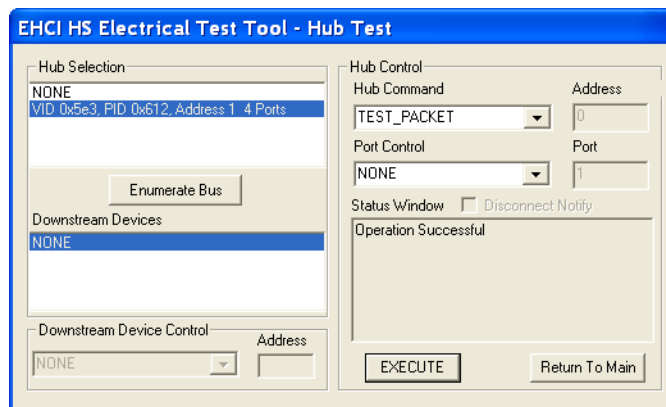 EHCI HS Electrical Test Tool - Hub Test
Hub Selection
NONE
VID 0x5e3, PID 0x612, Address 1 4 Ports
Enumerate Bus
Downstream Devices
NONE
Downstream Device Control
Address
NONE
Hub Control
Hub Command
Address
TEST_PACKET
0
Port Control
Port
NONE
1
Status Window
Disconnect Notify
Operation Successful
EXECUTE
Return To Main